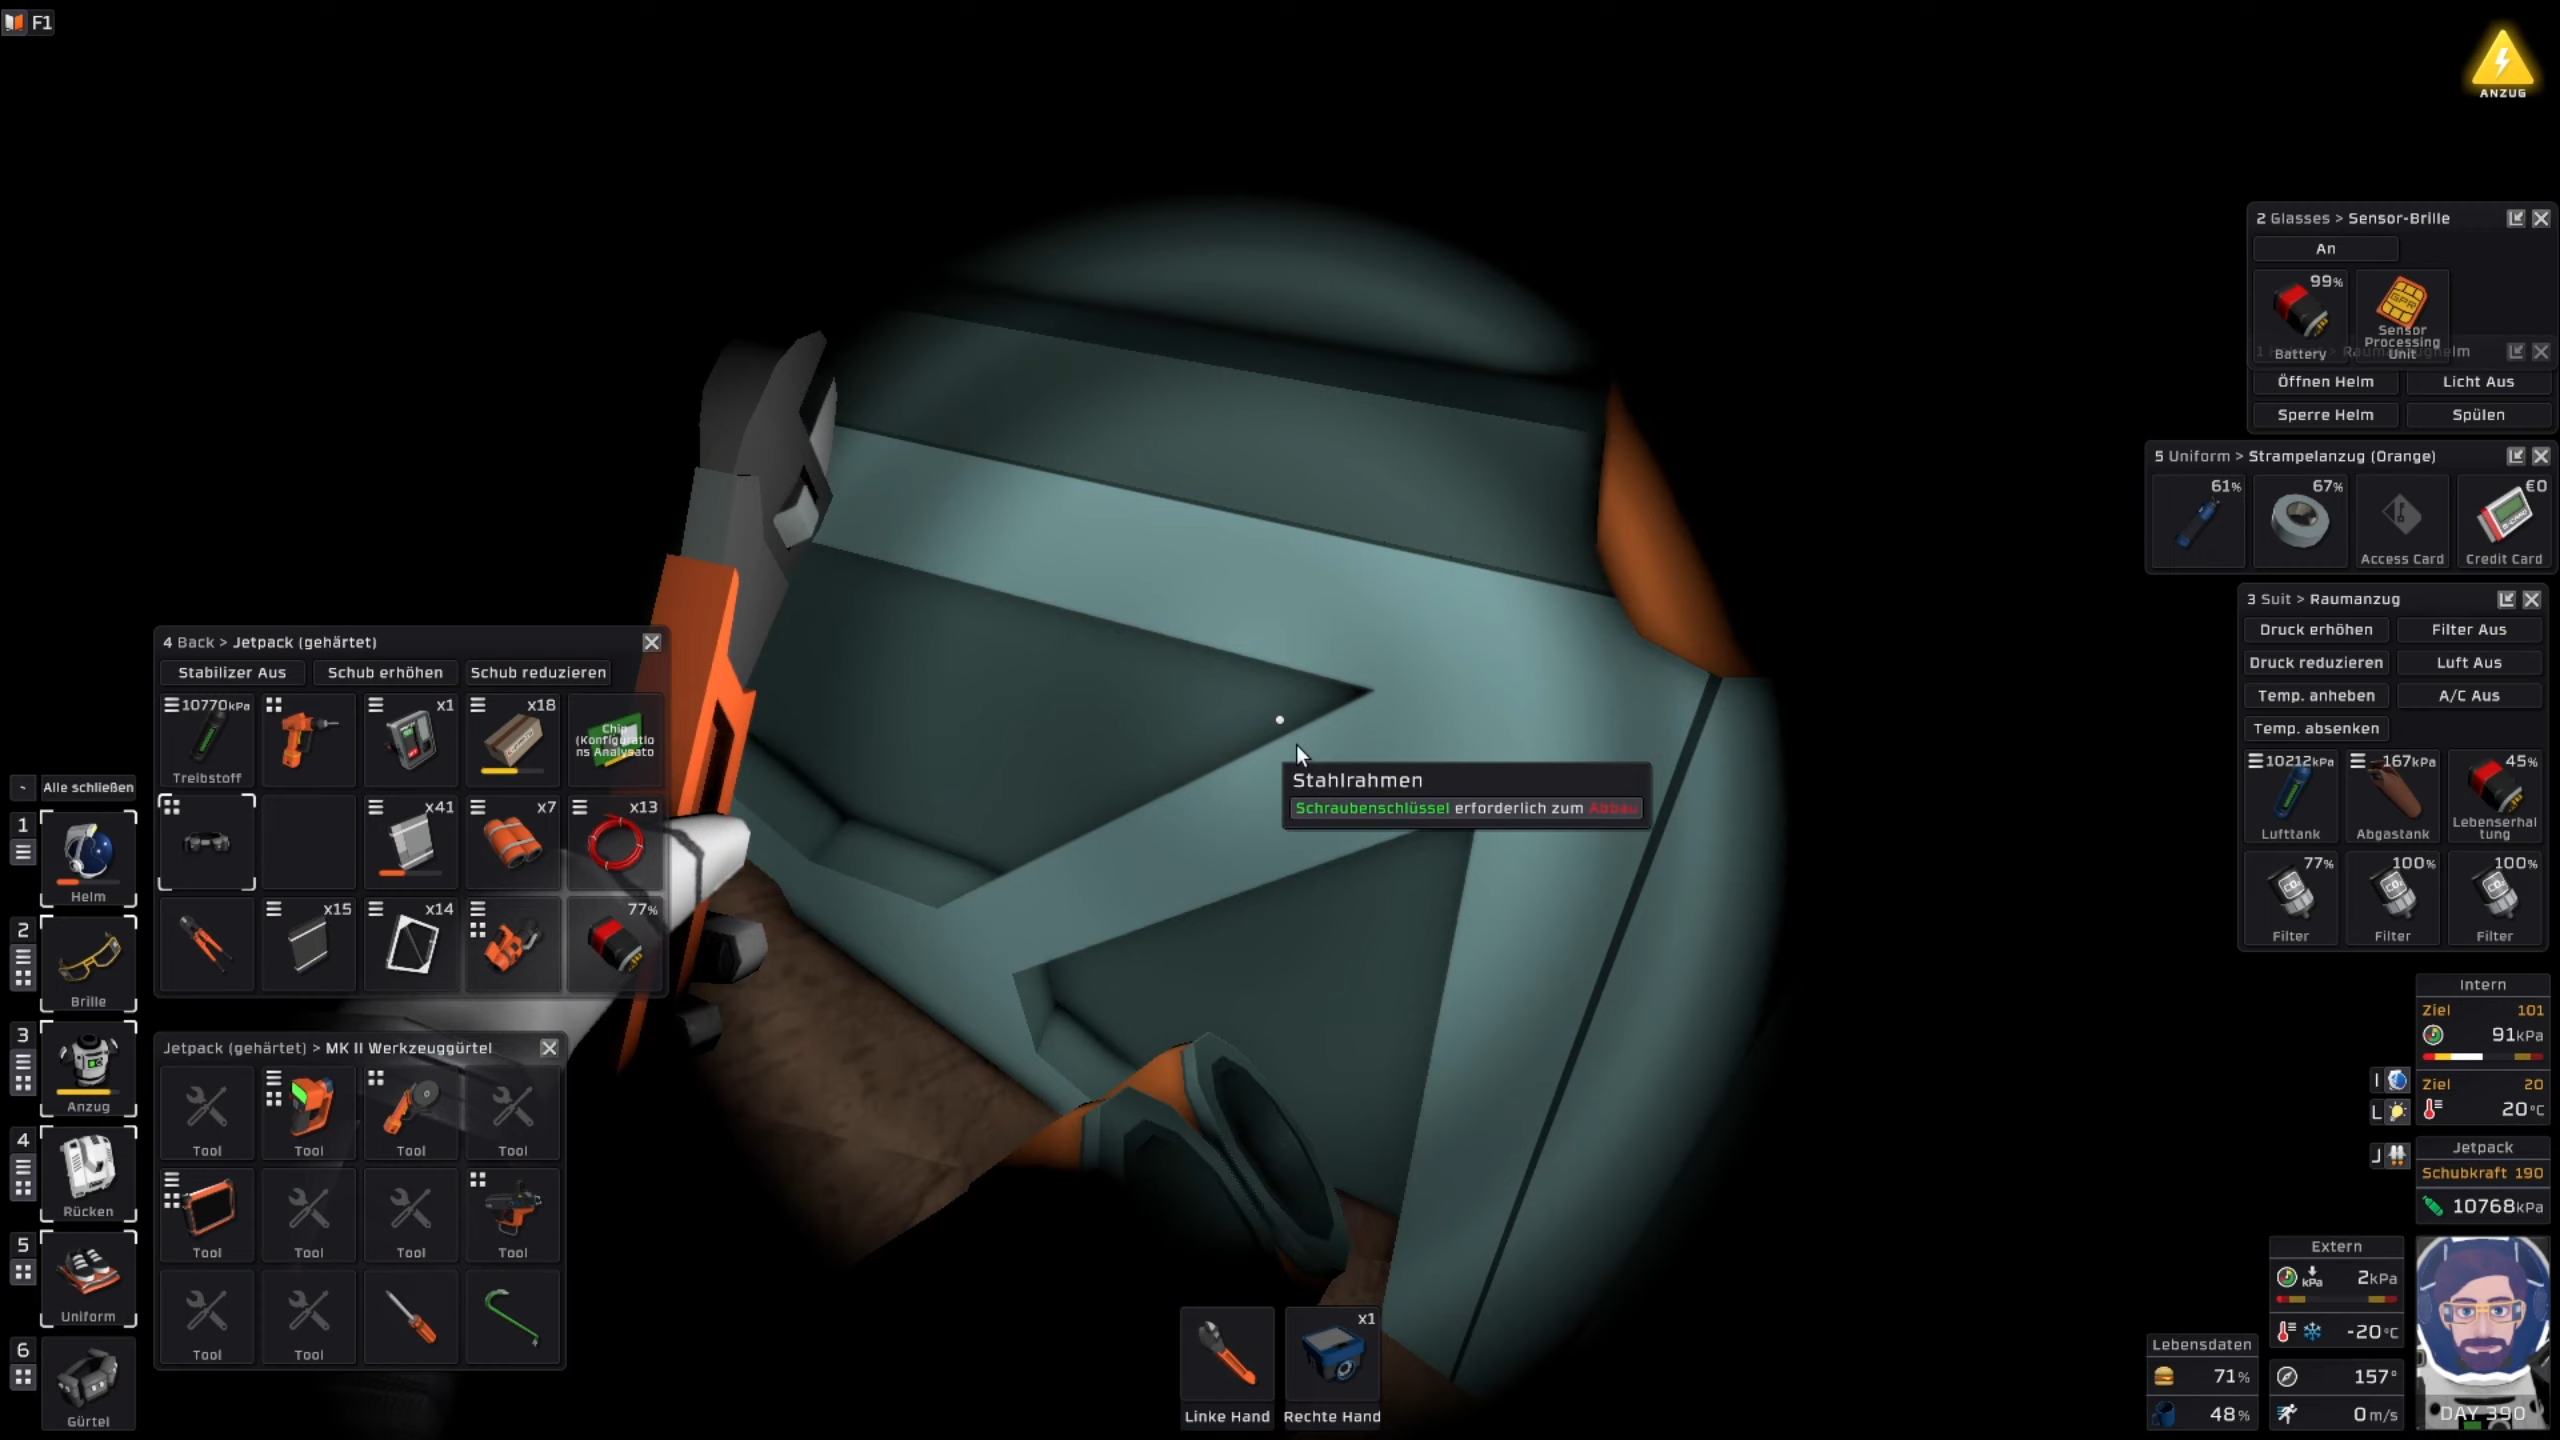 F1
ANZUG
2 Glasses > Sensor-Brille
An
99%
Battery
Sensor Processing Unit
Öffnen Helm
Licht Aus
Sperre Helm
Spülen
5 Uniform > Strampelanzug (Orange)
61%
67%
Access Card
€0
Credit Card
3 Suit > Raumanzug
Druck erhöhen
Filter Aus
Druck reduzieren
Luft Aus
Temp. anheben
A/C Aus
Temp. absenken
10212kPa
Lufttank
167kPa
Abgastank
45%
Lebenserhal
tung
77%
Filter
100%
Filter
100%
Filter
Stahlrahmen
Schraubenschlüssel erforderlich zum Abbau
4 Back > Jetpack (gehärtet)
Stabilizer Aus
Schub erhöhen
Schub reduzieren
10770kPa
Treibstoff
x1
x18
Chip
(Konfiguratio
ns Analysato
x41
x7
x13
x15
x14
77%
Jetpack (gehärtet) > MK II Werkzeuggürtel
Tool
Tool
Tool
Tool
Tool
Tool
Tool
Tool
Tool
Tool
~
Alle schließen
1
Helm
2
Brille
3
Anzug
4
Rücken
5
Uniform
6
Gürtel
Linke Hand
x1
Rechte Hand
Intern
Ziel 101
91kPa
I
Ziel 20
L
20°C
Jetpack
J
Schubkraft 190
10768kPa
Extern
kPa
2kPa
-20°C
157°
0m/s
Lebensdaten
71%
48%
DAY 390